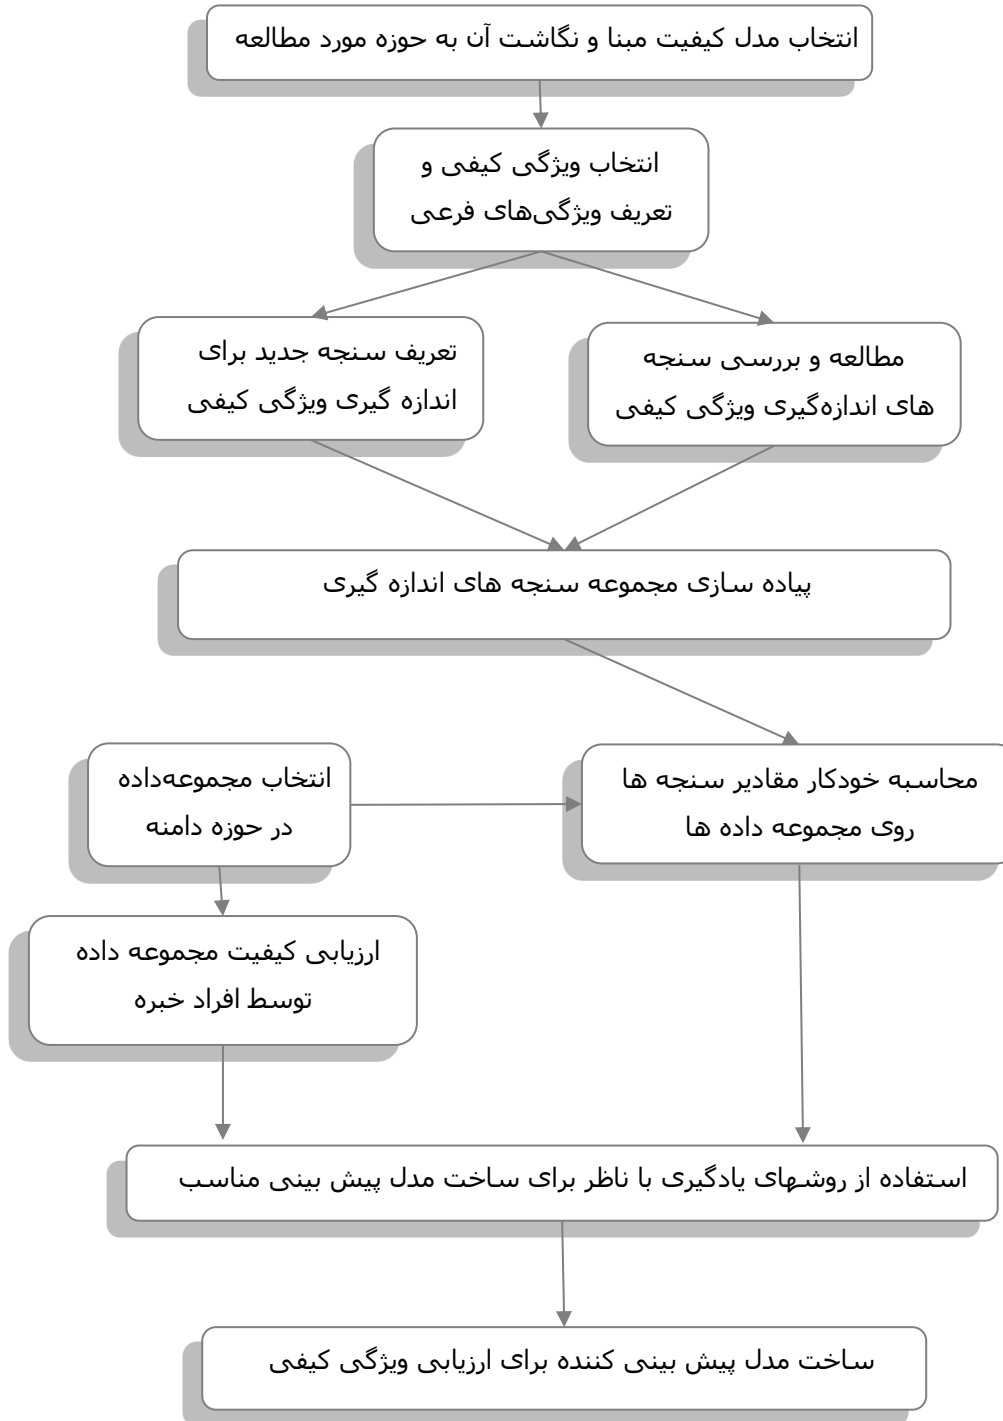 انتخاب مدل کیفیت مبنا و نگاشت آن به حوزه مورد مطالعه
انتخاب ویژگی کیفی و
تعریف ویژگی‌های فرعی
مطالعه و بررسی سنجه
های اندازه‌گیری ویژگی کیفی
تعریف سنجه جدید برای
اندازه گیری ویژگی کیفی
پیاده سازی مجموعه سنجه های اندازه گیری
محاسبه خودکار مقادیر سنجه ها
روی مجموعه داده ها
انتخاب مجموعه‌داده
در حوزه دامنه
ارزیابی کیفیت مجموعه داده
توسط افراد خبره
استفاده از روشهای یادگیری با ناظر برای ساخت مدل پیش بینی مناسب
ساخت مدل پیش بینی کننده برای ارزیابی ویژگی کیفی